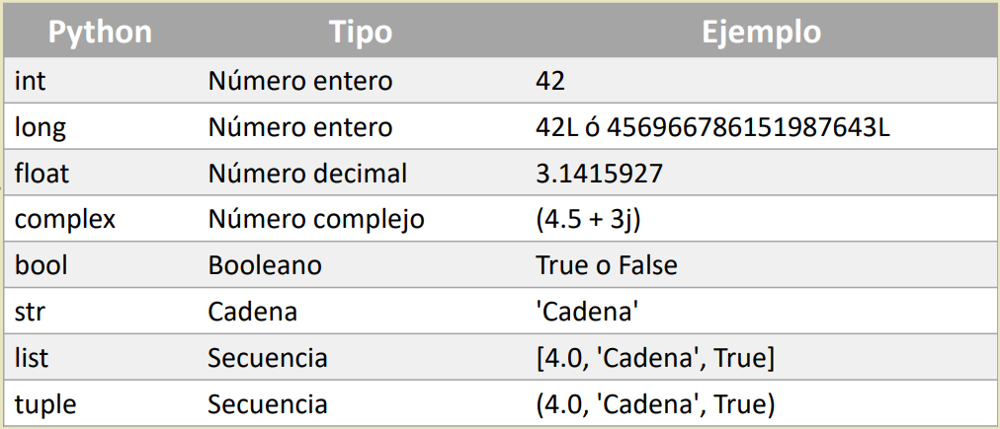 Python Tipo Ejemplo
int Número entero 42
long Número entero 42L ó 456966786151987643L
float Número decimal 3.1415927
complex Número complejo (4.5 + 3j)
bool Booleano True o False
str Cadena 'Cadena'
list Secuencia [4.0, 'Cadena', True]
tuple Secuencia (4.0, 'Cadena', True)